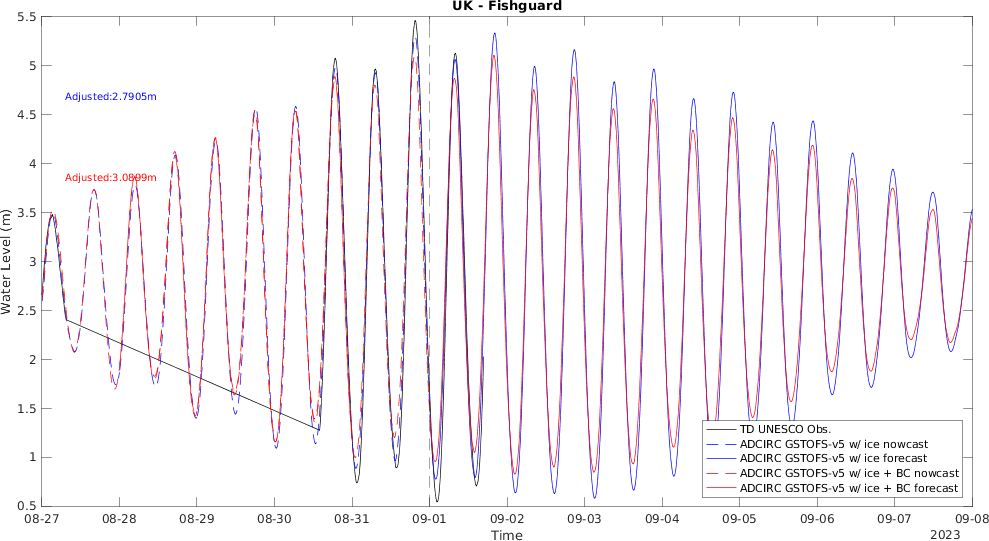 UK - Fishguard
5.5
5
4.5
4
3.5
3
2.5
2
1.5
1
0.5
Water Level (m)
Adjusted:2.7905m
Adjusted:3.0899m
TD UNESCO Obs.
ADCIRC GSTOFS-v5 w/ ice nowcast
ADCIRC GSTOFS-v5 w/ ice forecast
ADCIRC GSTOFS-v5 w/ ice + BC nowcast
ADCIRC GSTOFS-v5 w/ ice + BC forecast
08-27 08-28 08-29 08-30 08-31 09-01 09-02 09-03 09-04 09-05 09-06 09-07 09-08
Time
2023